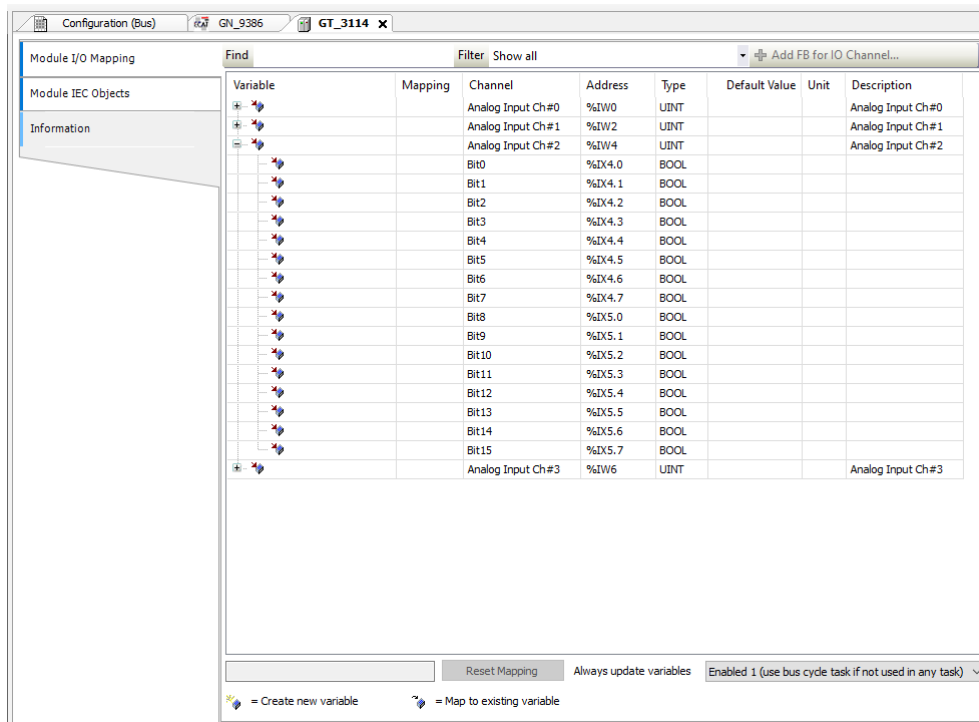 Configuration (Bus) GN_9386 GT_3114 X
Module I/O Mapping
Module IEC Objects
Information
Find Filter Show all Add FB for IO Channel...
Variable Mapping Channel Address Type Default Value Unit Description
Analog Input Ch#0 %IW0 UINT Analog Input Ch#0
Analog Input Ch#1 %IW2 UINT Analog Input Ch#1
Analog Input Ch#2 %IW4 UINT Analog Input Ch#2
Bit0 %IX4.0 BOOL
Bit1 %IX4.1 BOOL
Bit2 %IX4.2 BOOL
Bit3 %IX4.3 BOOL
Bit4 %IX4.4 BOOL
Bit5 %IX4.5 BOOL
Bit6 %IX4.6 BOOL
Bit7 %IX4.7 BOOL
Bit8 %IX5.0 BOOL
Bit9 %IX5.1 BOOL
Bit10 %IX5.2 BOOL
Bit11 %IX5.3 BOOL
Bit12 %IX5.4 BOOL
Bit13 %IX5.5 BOOL
Bit14 %IX5.6 BOOL
Bit15 %IX5.7 BOOL
Analog Input Ch#3 %IW6 UINT Analog Input Ch#3
Reset Mapping Always update variables Enabled 1 (use bus cycle task if not used in any task)
= Create new variable = Map to existing variable